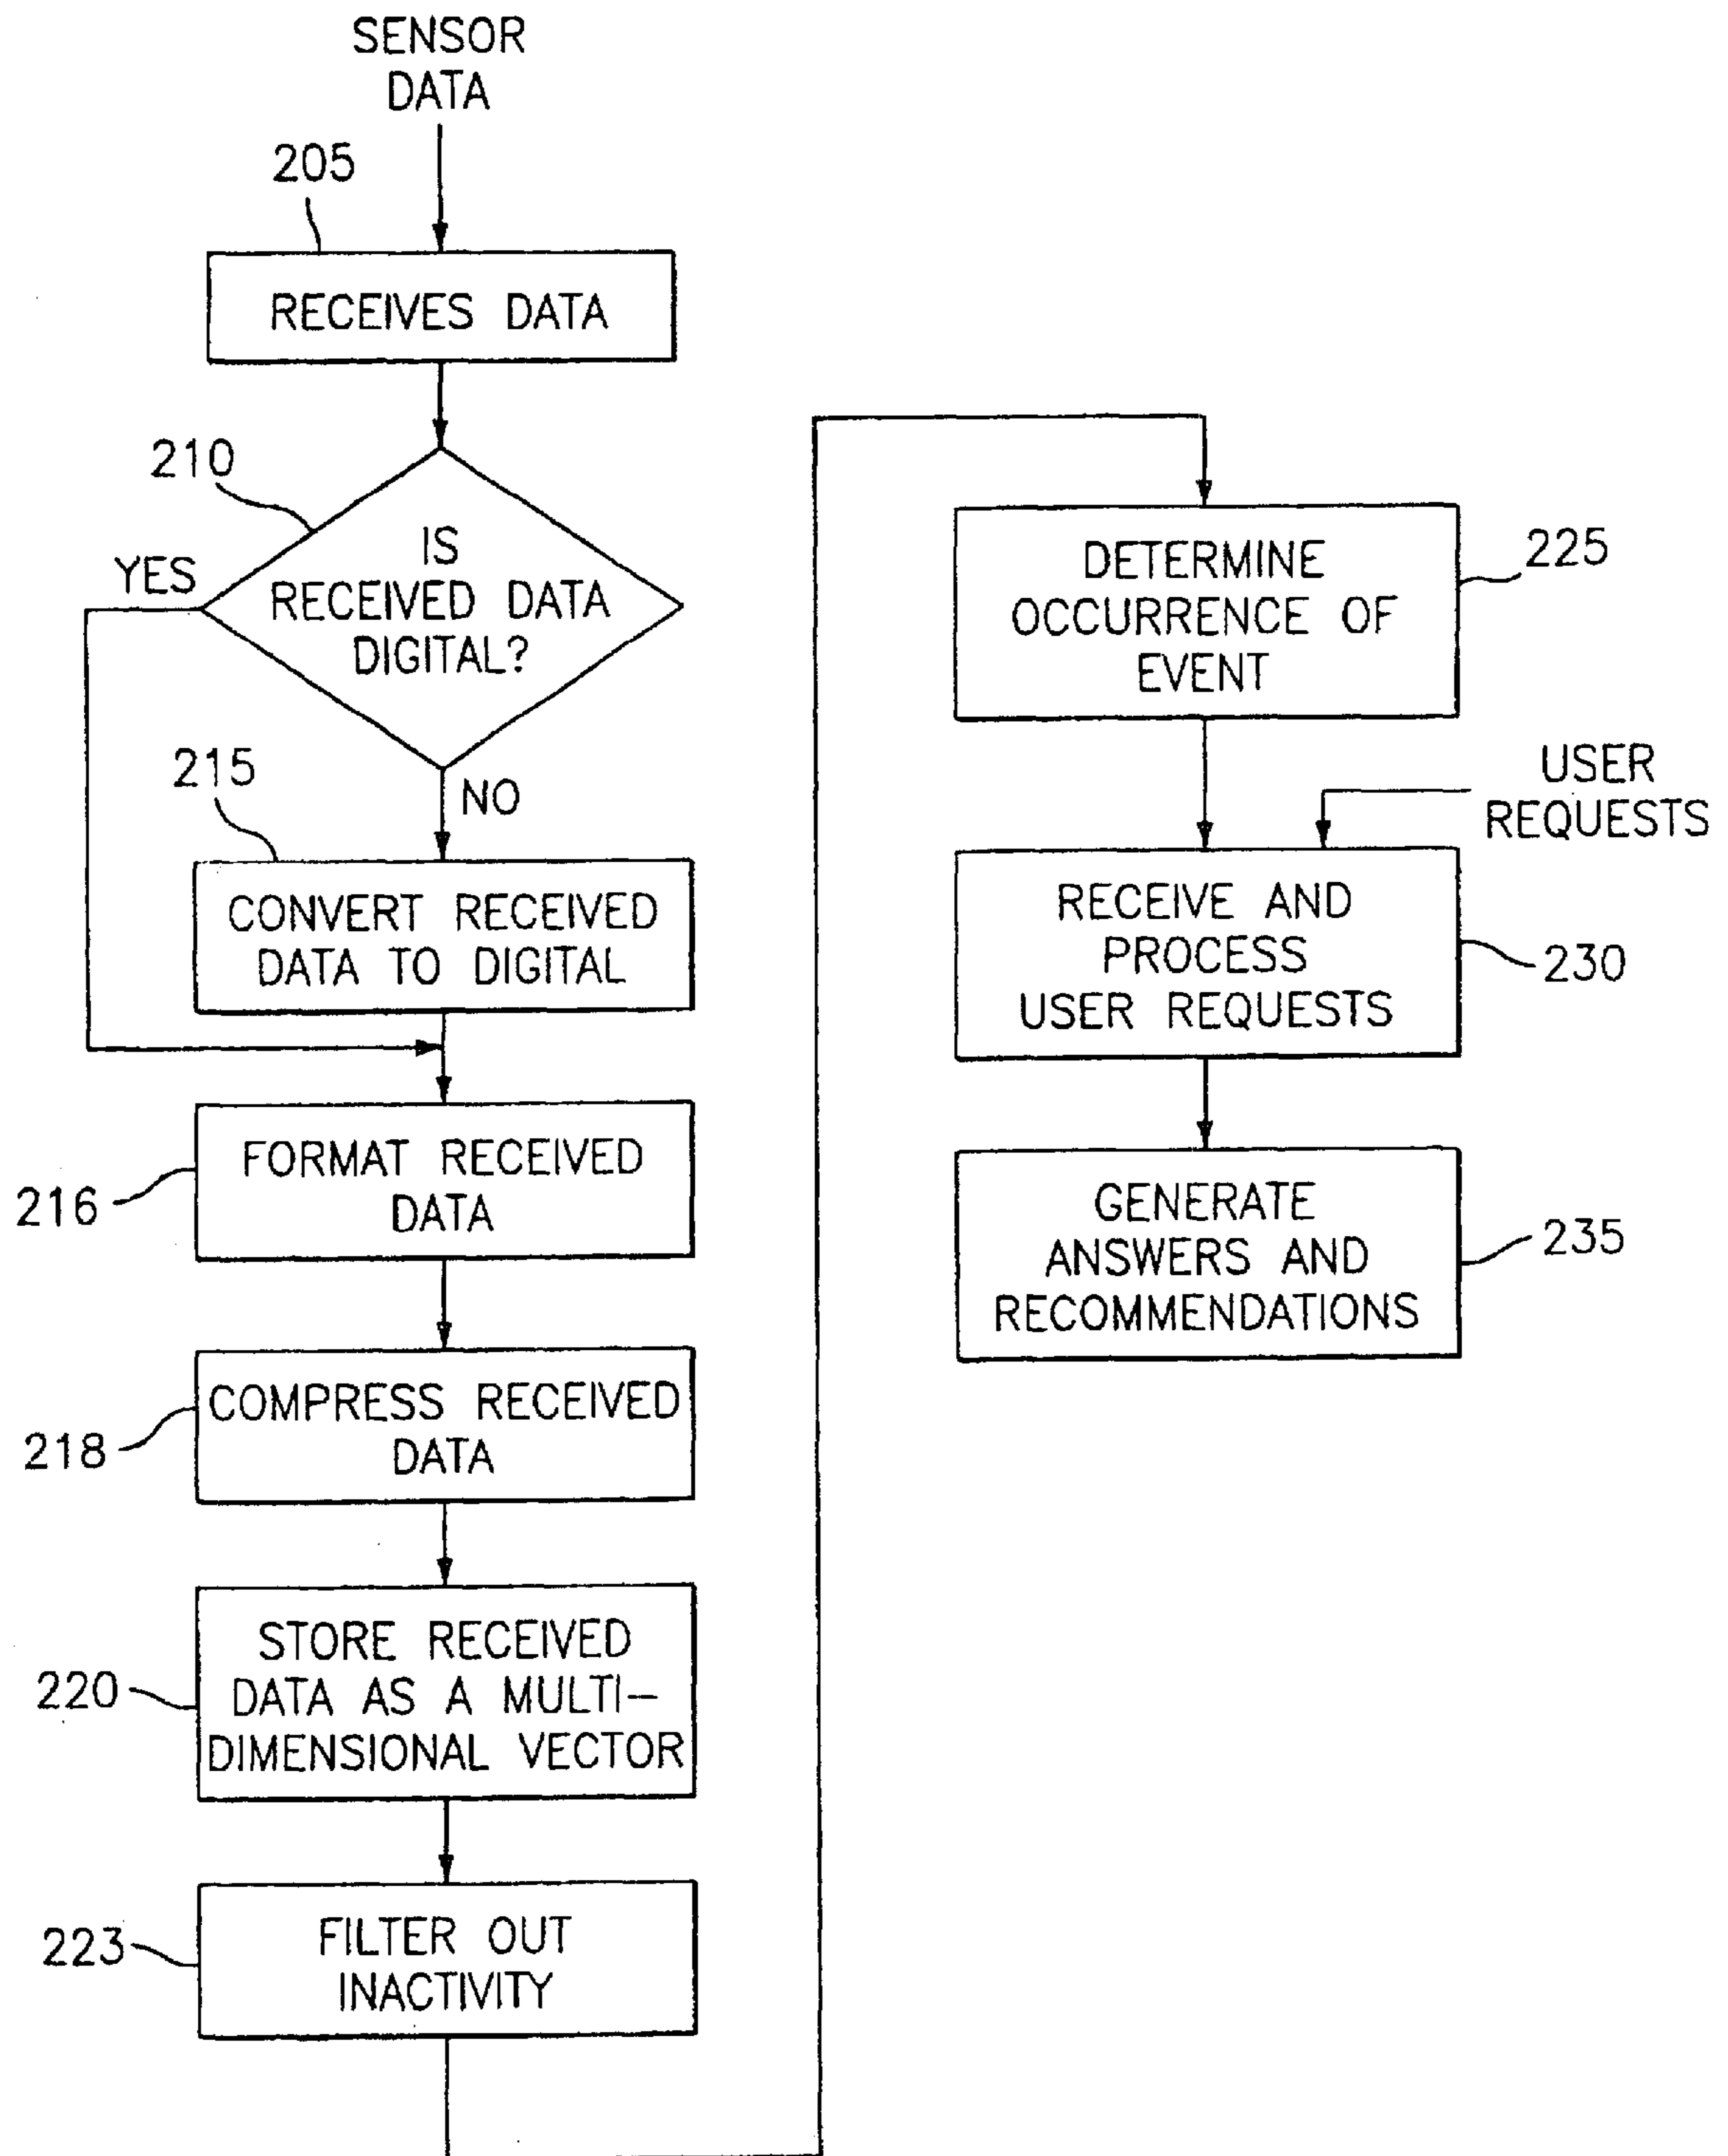 SENSOR
DATA
205
RECEIVES DATA
210
IS
RECEIVED DATA
DIGITAL?
YES
NO
215
CONVERT RECEIVED
DATA TO DIGITAL
216
FORMAT RECEIVED
DATA
218
COMPRESS RECEIVED
DATA
220
STORE RECEIVED
DATA AS A MULTI-
DIMENSIONAL VECTOR
223
FILTER OUT
INACTIVITY
DETERMINE
OCCURRENCE OF
EVENT
225
USER
REQUESTS
RECEIVE AND
PROCESS
USER REQUESTS
230
GENERATE
ANSWERS AND
RECOMMENDATIONS
235